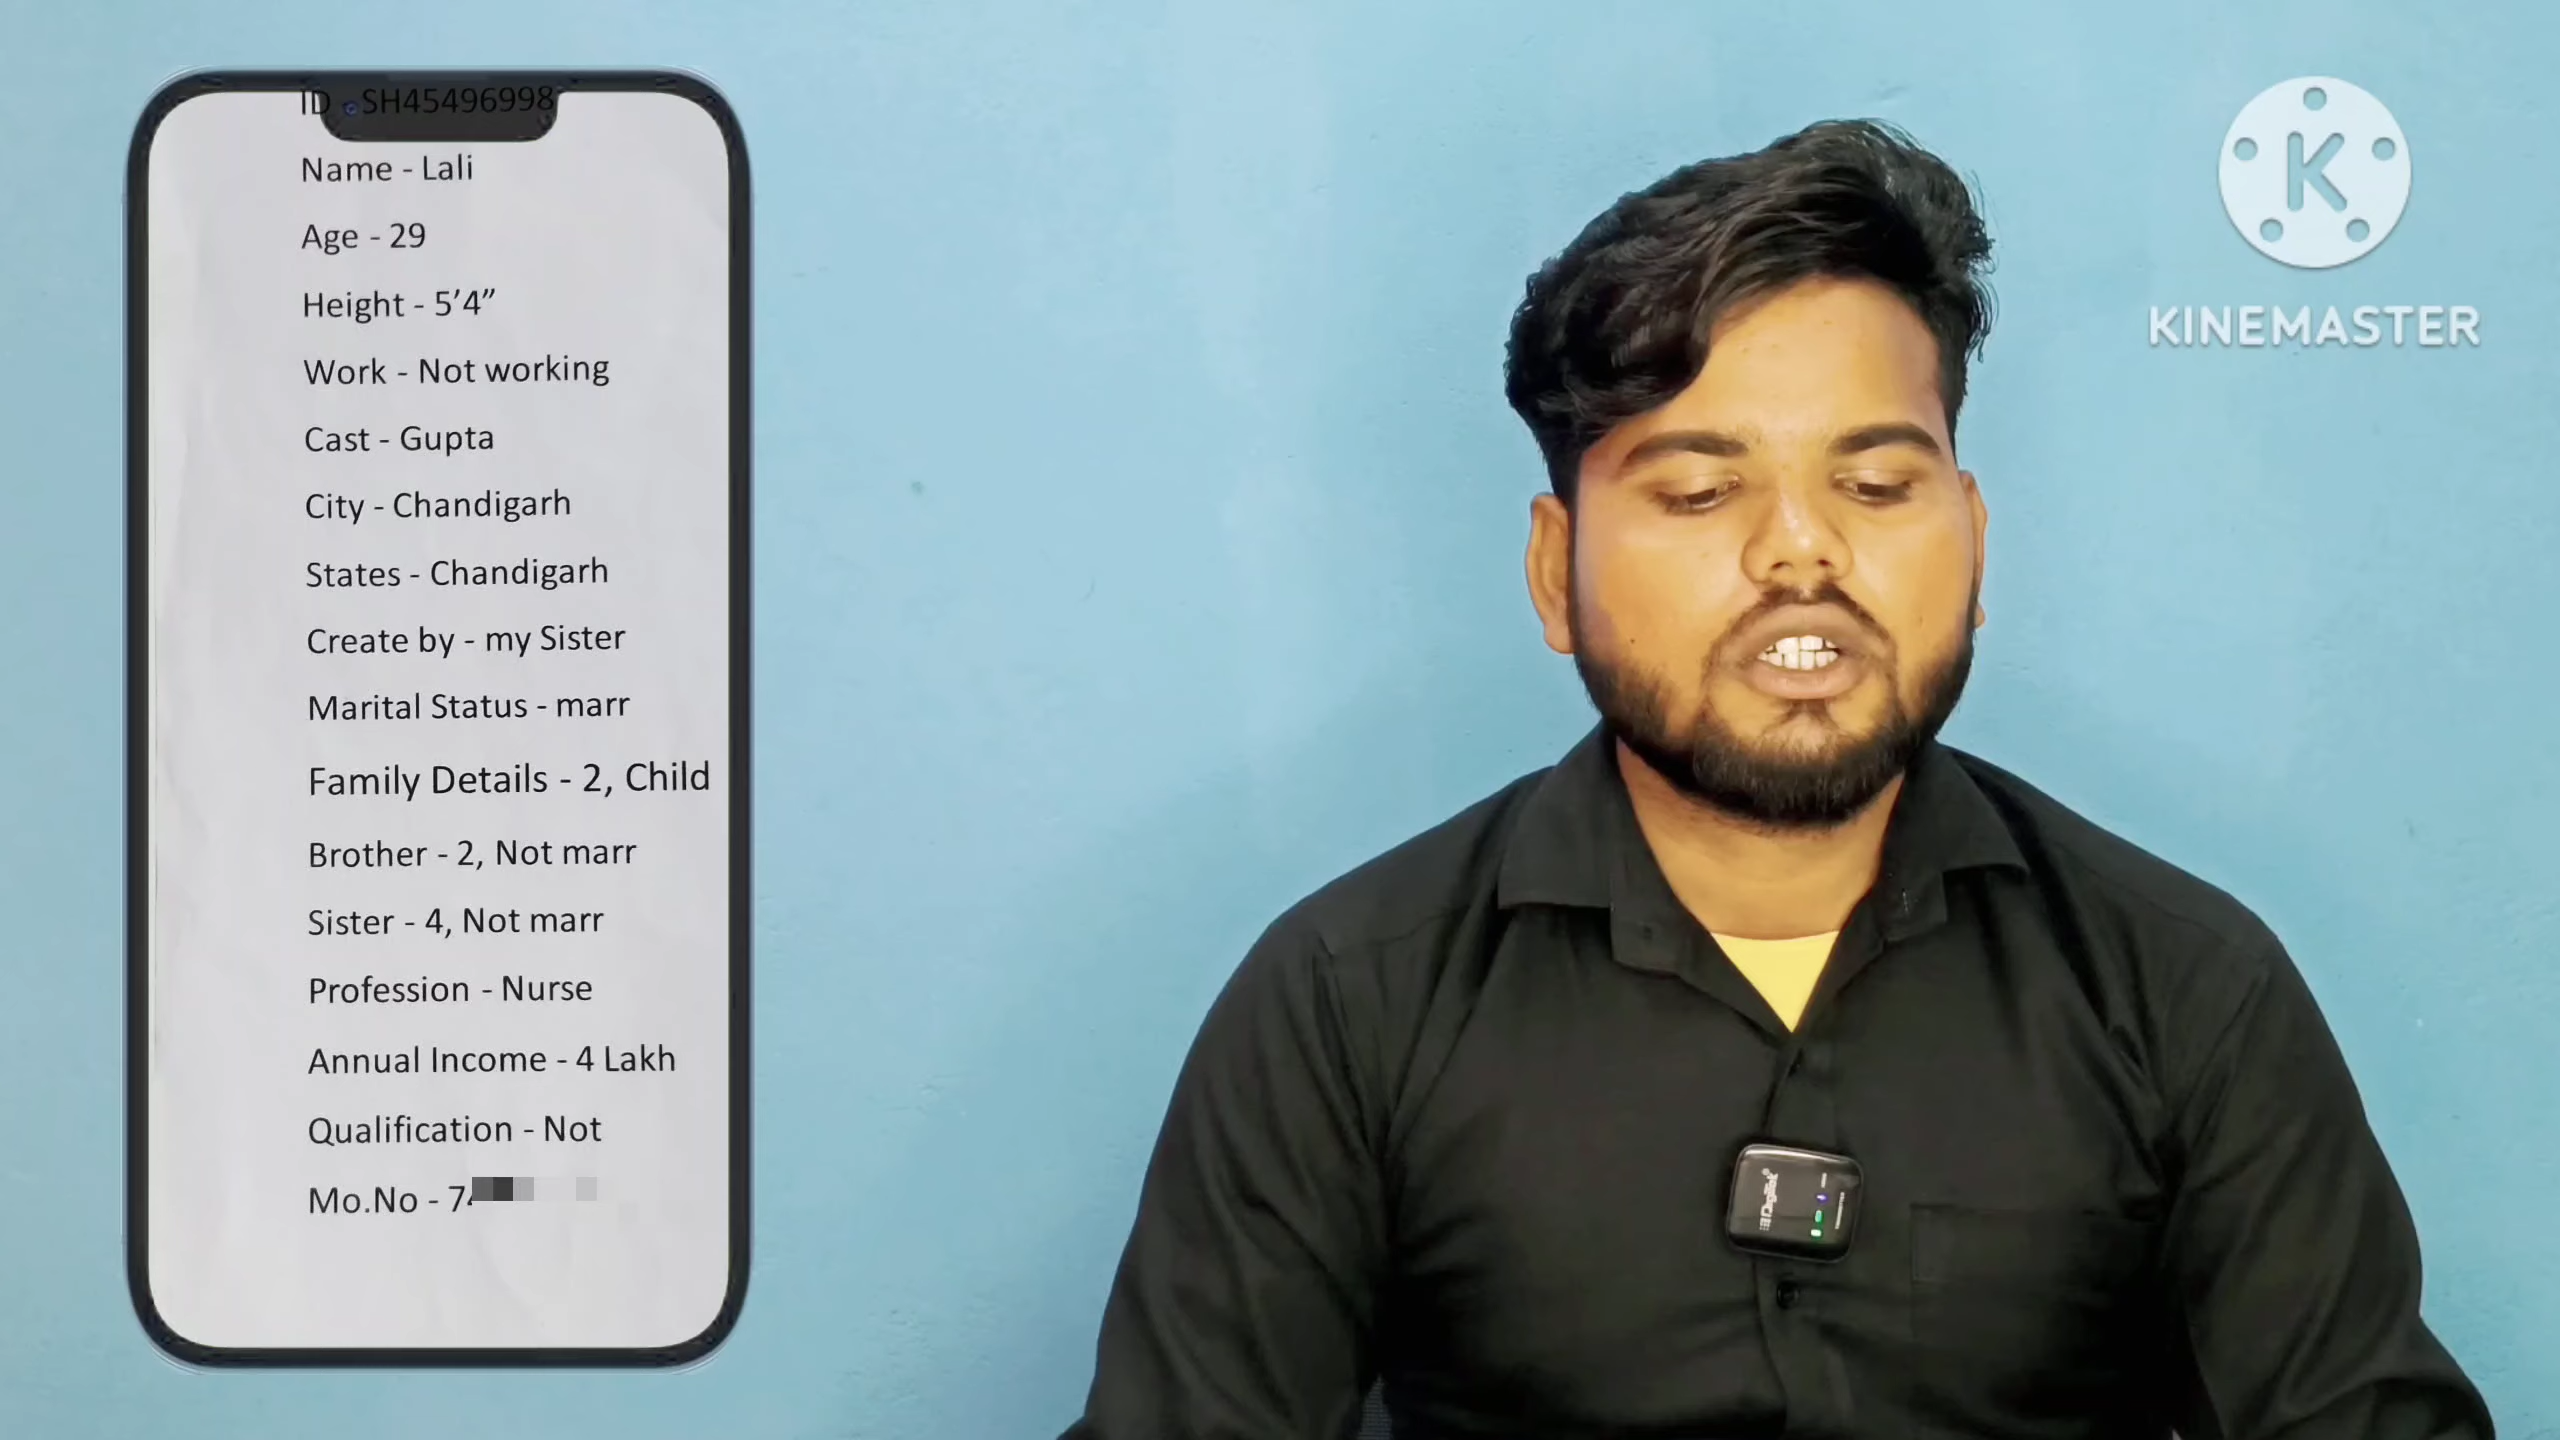 ID - SH45496998
Name - Lali
Age - 29
Height - 5’4”
Work - Not working
Cast - Gupta
City - Chandigarh
States - Chandigarh
Create by - my Sister
Marital Status - marr
Family Details - 2, Child
Brother - 2, Not marr
Sister - 4, Not marr
Profession - Nurse
Annual Income - 4 Lakh
Qualification - Not
Mo.No - 74
K
KINEMASTER
Digitek